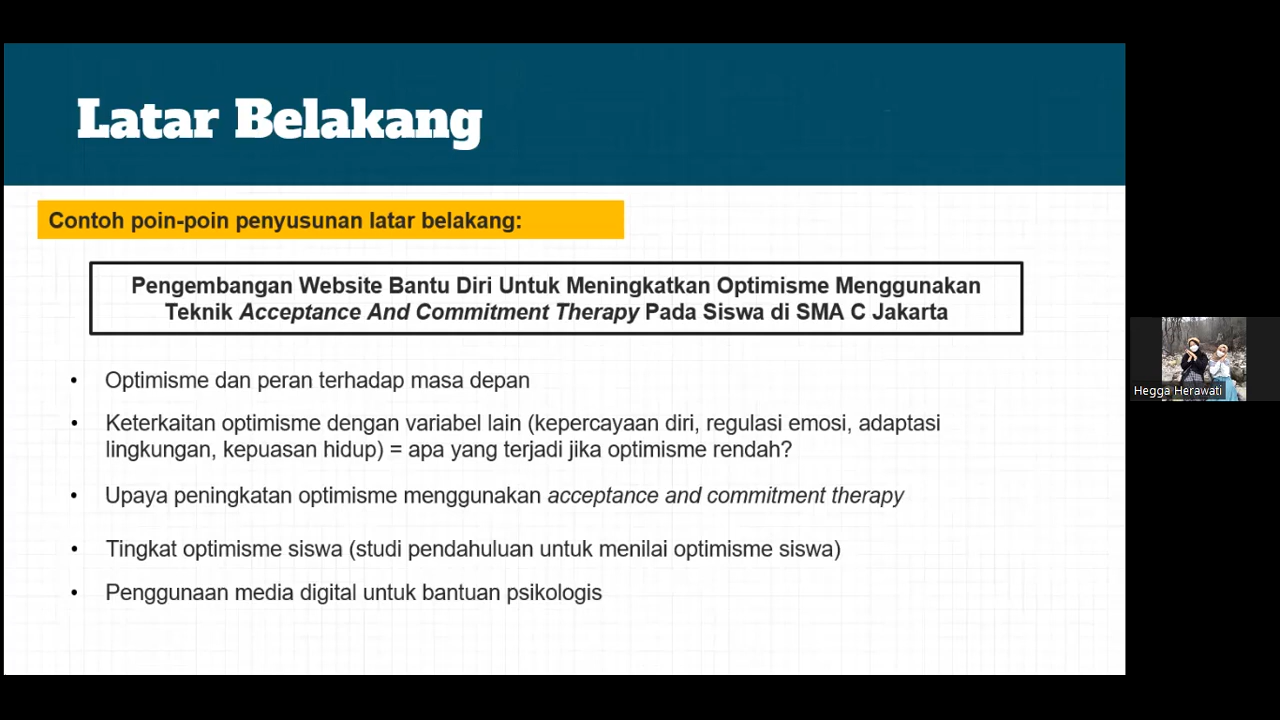 Latar Belakang
Contoh poin-poin penyusunan latar belakang:
Pengembangan Website Bantu Diri Untuk Meningkatkan Optimisme Menggunakan
Teknik Acceptance And Commitment Therapy Pada Siswa di SMA C Jakarta
• Optimisme dan peran terhadap masa depan
• Keterkaitan optimisme dengan variabel lain (kepercayaan diri, regulasi emosi, adaptasi
lingkungan, kepuasan hidup) = apa yang terjadi jika optimisme rendah?
• Upaya peningkatan optimisme menggunakan acceptance and commitment therapy
• Tingkat optimisme siswa (studi pendahuluan untuk menilai optimisme siswa)
• Penggunaan media digital untuk bantuan psikologis
Hegga Herawati